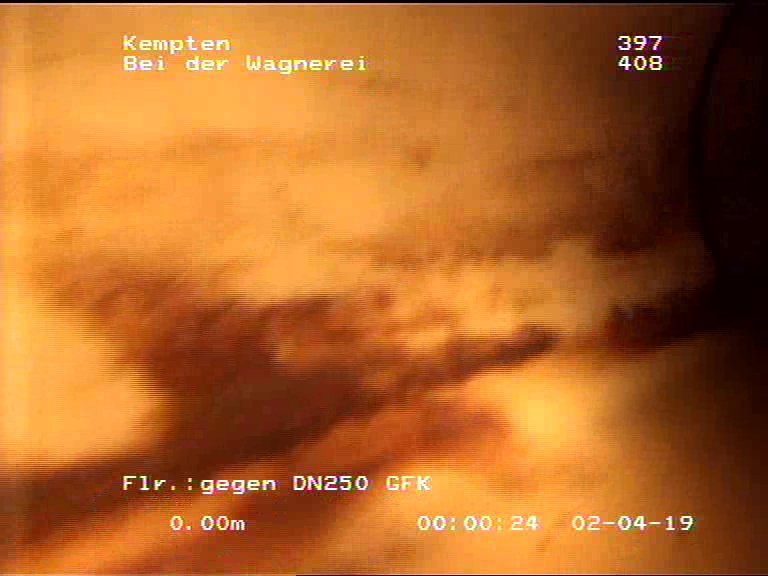 Kempten 397
Bei der Wagnerei 408
Flr.:gegen DN250 GFK
0.00m 00:00:24 02-04-19